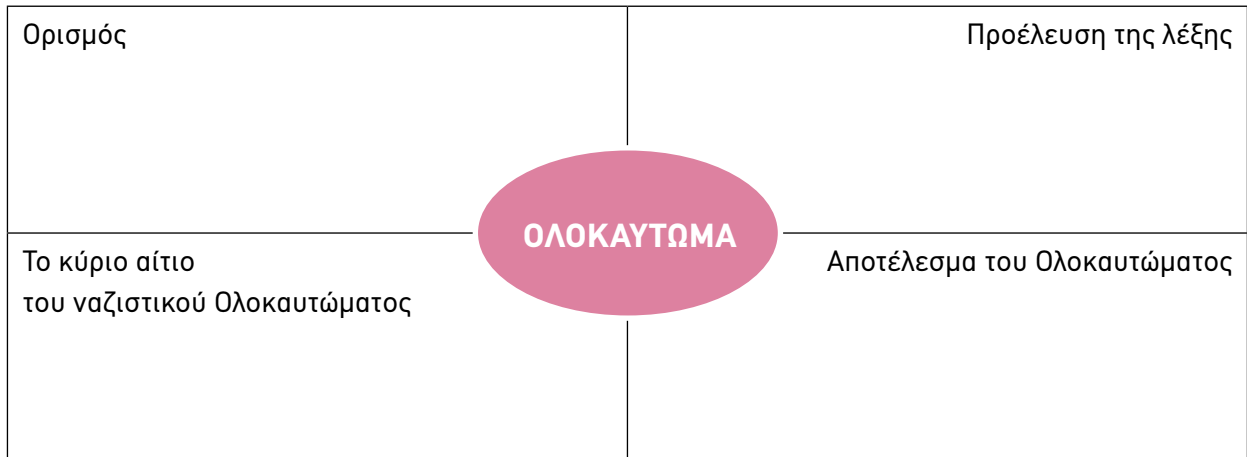 Ορισμός
Προέλευση της λέξης
ΟΛΟΚΑΥΤΩΜΑ
Το κύριο αίτιο
του ναζιστικού Ολοκαυτώματος
Αποτέλεσμα του Ολοκαυτώματος